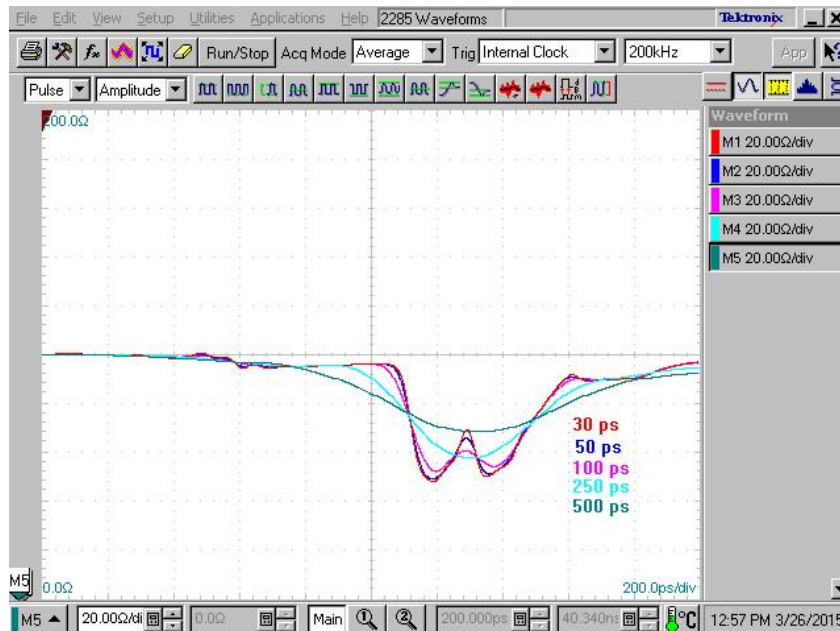 File Edit View Setup Utilities Applications Help 2285 Waveforms Tektronix
Run/Stop Acq Mode Average Trig Internal Clock 200kHz App
Pulse Amplitude
200.0Ω
Waveform
M1 20.00Ω/div
M2 20.00Ω/div
M3 20.00Ω/div
M4 20.00Ω/div
M5 20.00Ω/div
30 ps
50 ps
100 ps
250 ps
500 ps
M5
0.0Ω 200.0ps/div
M5 20.00Ω/di 0.0Ω Main 1 2 200.000ps 40.340ns °C 12:57 PM 3/26/201